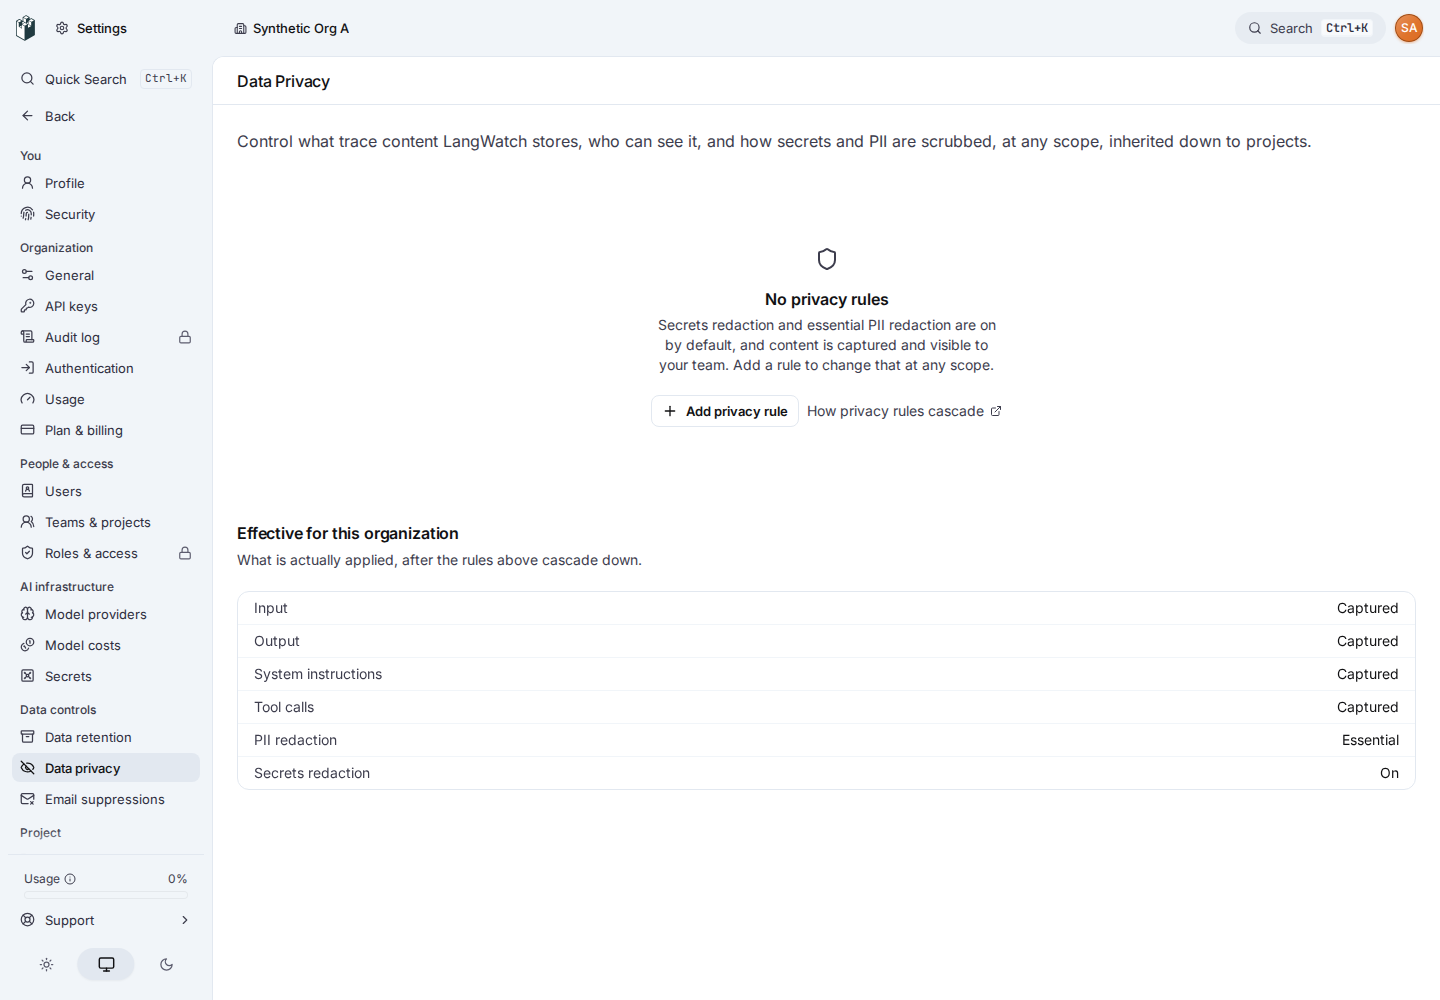 Settings
Synthetic Org A
Search Ctrl+K
SA
Quick Search Ctrl+K
Back
You
Profile
Security
Organization
General
API keys
Audit log
Authentication
Usage
Plan & billing
People & access
Users
Teams & projects
Roles & access
AI infrastructure
Model providers
Model costs
Secrets
Data controls
Data retention
Data privacy
Email suppressions
Project
Usage 0%
Support
Data Privacy
Control what trace content LangWatch stores, who can see it, and how secrets and PII are scrubbed, at any scope, inherited down to projects.
No privacy rules
Secrets redaction and essential PII redaction are on
by default, and content is captured and visible to
your team. Add a rule to change that at any scope.
Add privacy rule How privacy rules cascade
Effective for this organization
What is actually applied, after the rules above cascade down.
Input Captured
Output Captured
System instructions Captured
Tool calls Captured
PII redaction Essential
Secrets redaction On